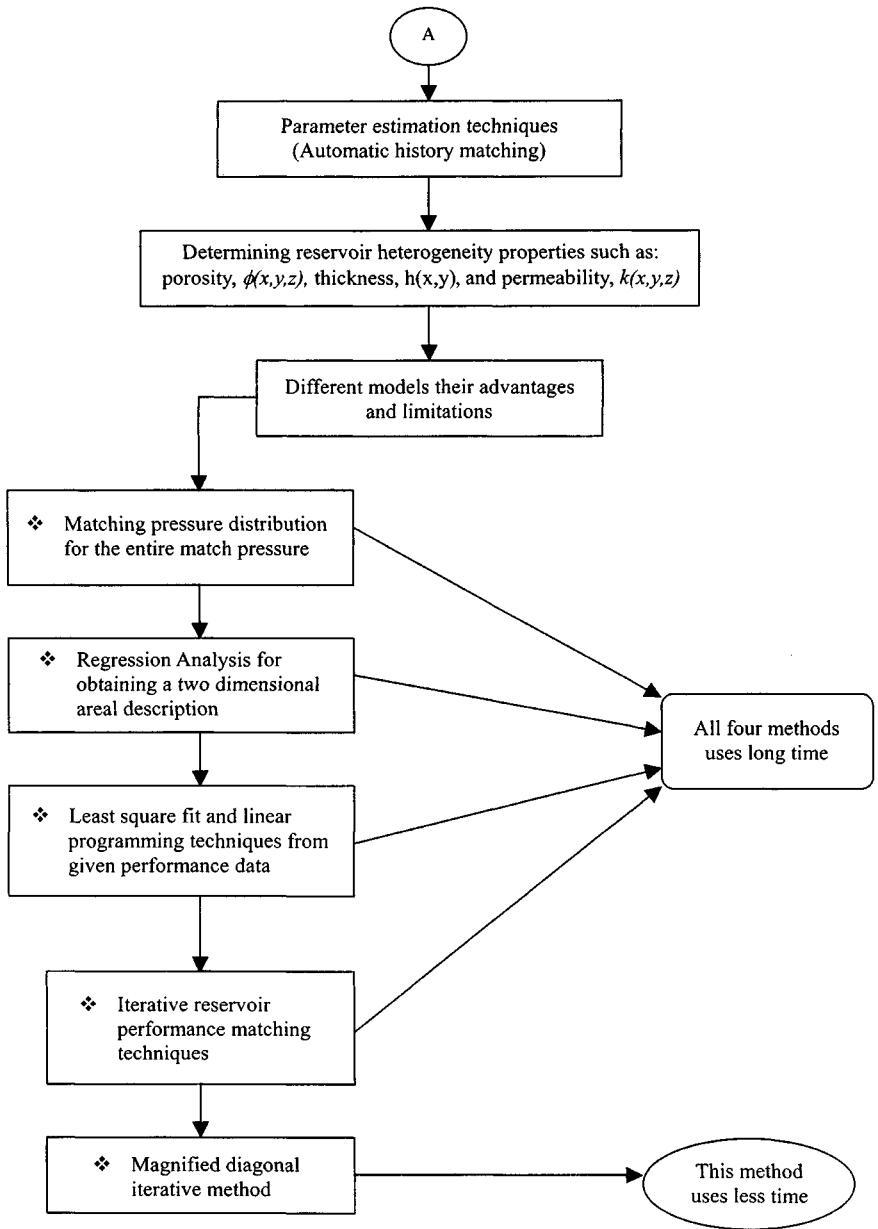 A
Parameter estimation techniques
(Automatic history matching)
Determining reservoir heterogeneity properties such as:
porosity, ϕ(x,y,z), thickness, h(x,y), and permeability, k(x,y,z)
Different models their advantages
and limitations
❖ Matching pressure distribution
for the entire match pressure
❖ Regression Analysis for
obtaining a two dimensional
areal description
All four methods
uses long time
❖ Least square fit and linear
programming techniques from
given performance data
❖ Iterative reservoir
performance matching
techniques
❖ Magnified diagonal
iterative method
This method
uses less time